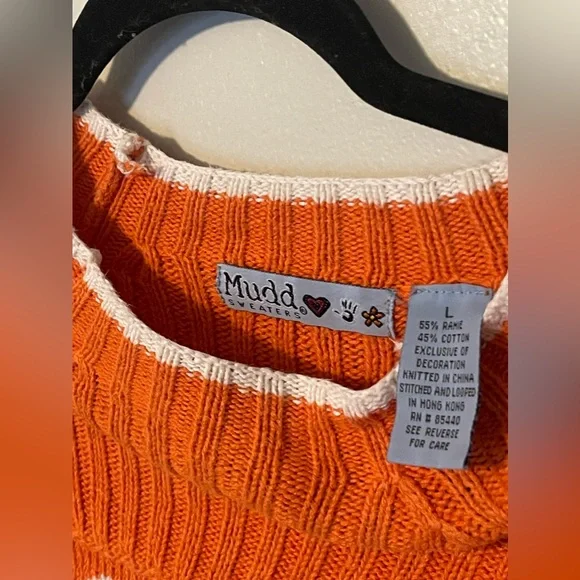 Mudd®
SWEATERS
L
55% RAMIE
45% COTTON
EXCLUSIVE OF
DECORATION
KNITTED IN CHINA
STITCHED AND LOOPED
IN HONG KONG
RN # 85440
SEE REVERSE
FOR CARE